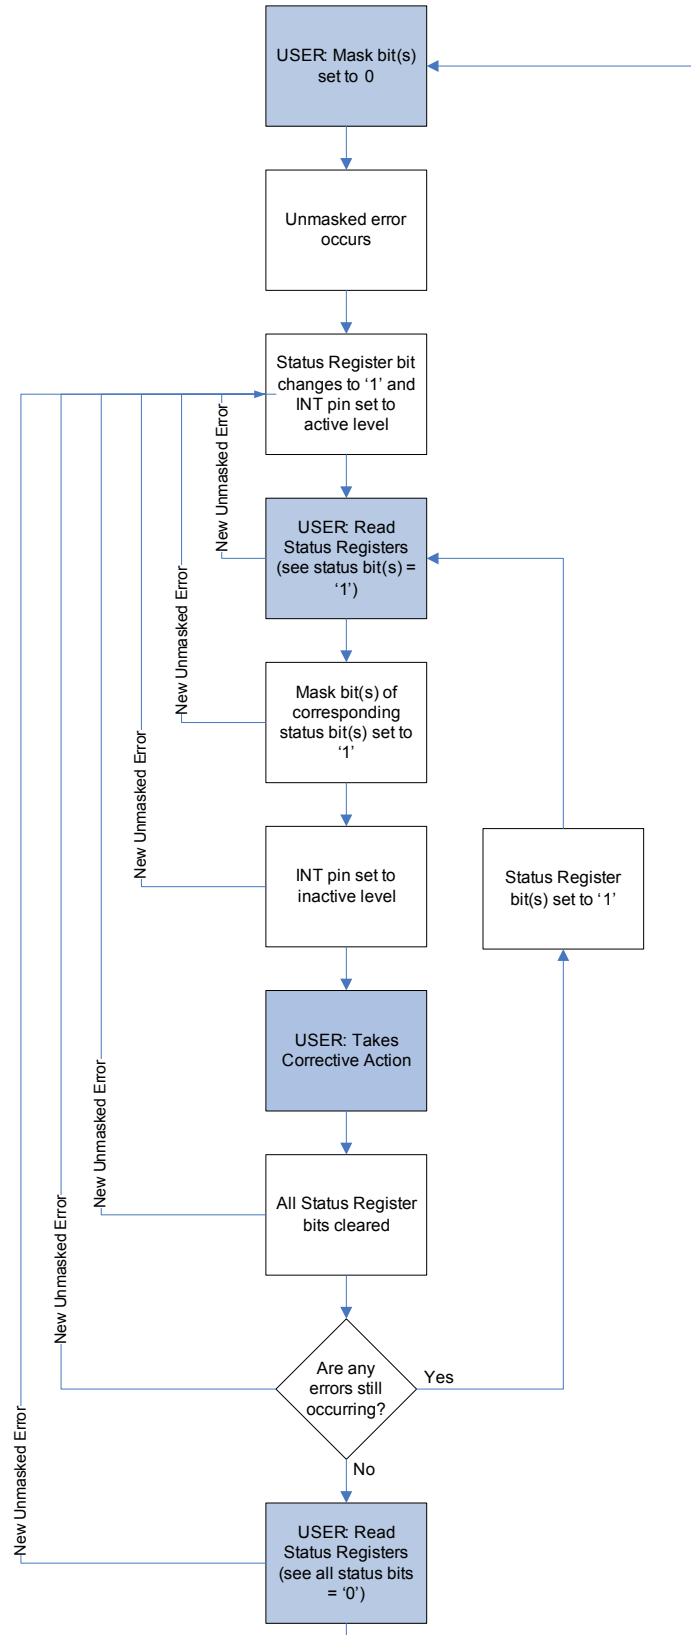 USER: Mask bit(s)
set to 0
Unmasked error
occurs
Status Register bit
changes to ‘1’ and
INT pin set to
active level
New Unmasked Error
USER: Read
Status Registers
(see status bit(s) =
‘1’)
New Unmasked Error
Mask bit(s) of
corresponding
status bit(s) set to
‘1’
New Unmasked Error
INT pin set to
inactive level
Status Register
bit(s) set to ‘1’
USER: Takes
Corrective Action
New Unmasked Error
All Status Register
bits cleared
New Unmasked Error
Are any
errors still
occurring?
Yes
No
New Unmasked Error
USER: Read
Status Registers
(see all status bits
= ‘0’)